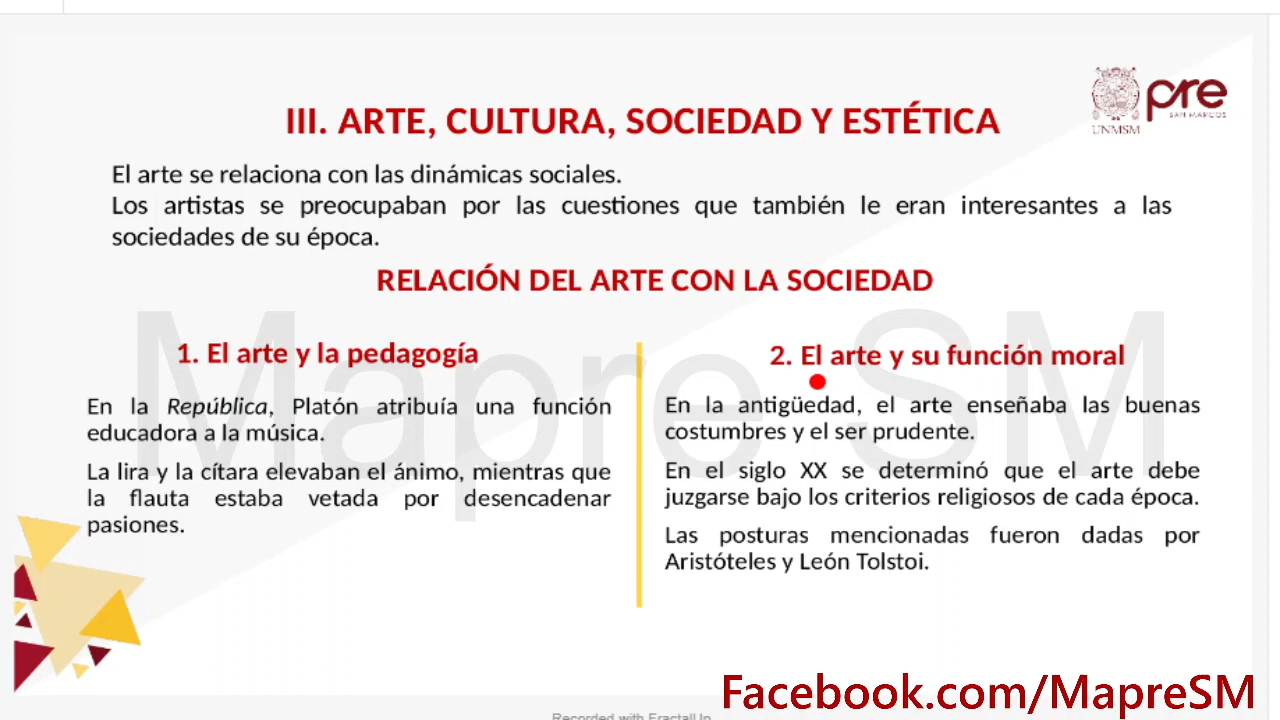 III. ARTE, CULTURA, SOCIEDAD Y ESTÉTICA
pre
SAN MARCOS
UNMSM
El arte se relaciona con las dinámicas sociales.
Los artistas se preocupaban por las cuestiones que también le eran interesantes a las
sociedades de su época.
RELACIÓN DEL ARTE CON LA SOCIEDAD
Mapre SM
1. El arte y la pedagogía
En la República, Platón atribuía una función
educadora a la música.
La lira y la cítara elevaban el ánimo, mientras que
la flauta estaba vetada por desencadenar
pasiones.
2. El arte y su función moral
En la antigüedad, el arte enseñaba las buenas
costumbres y el ser prudente.
En el siglo XX se determinó que el arte debe
juzgarse bajo los criterios religiosos de cada época.
Las posturas mencionadas fueron dadas por
Aristóteles y León Tolstoi.
Facebook.com/MapreSM
Recorded with FractalUp